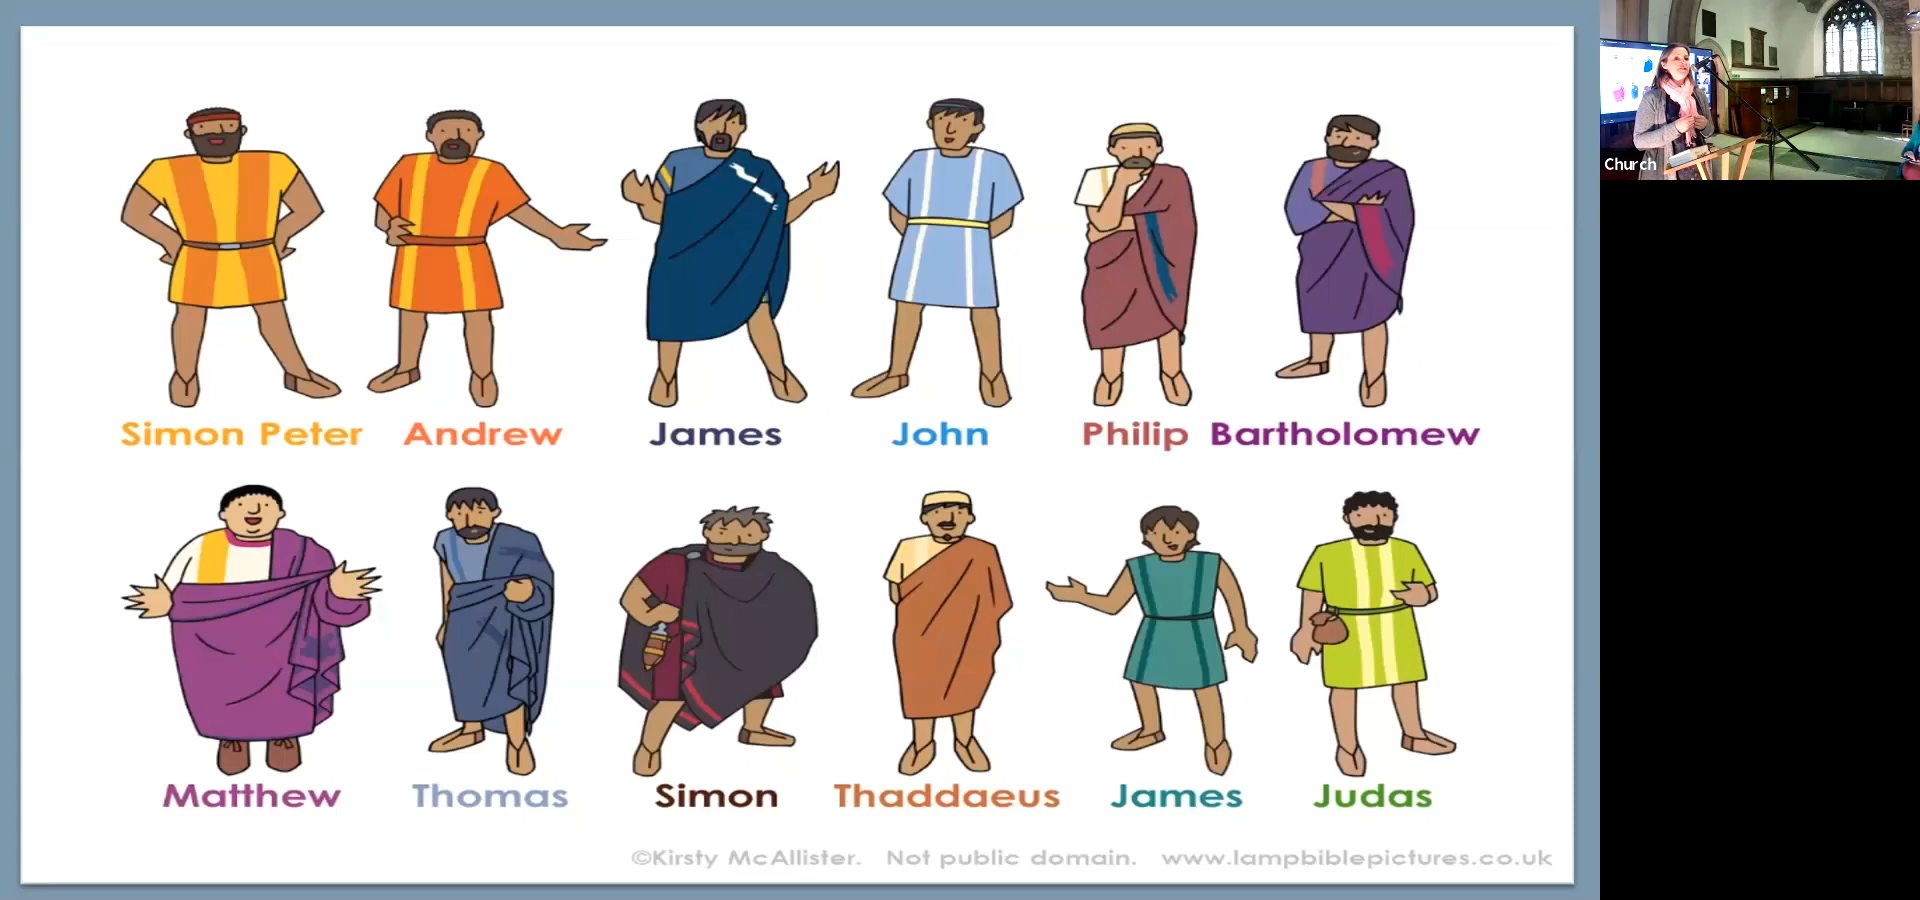 Simon Peter Andrew James John Philip Bartholomew
Matthew Thomas Simon Thaddaeus James Judas
©Kirsty McAllister. Not public domain. www.lampbiblepictures.co.uk
Church